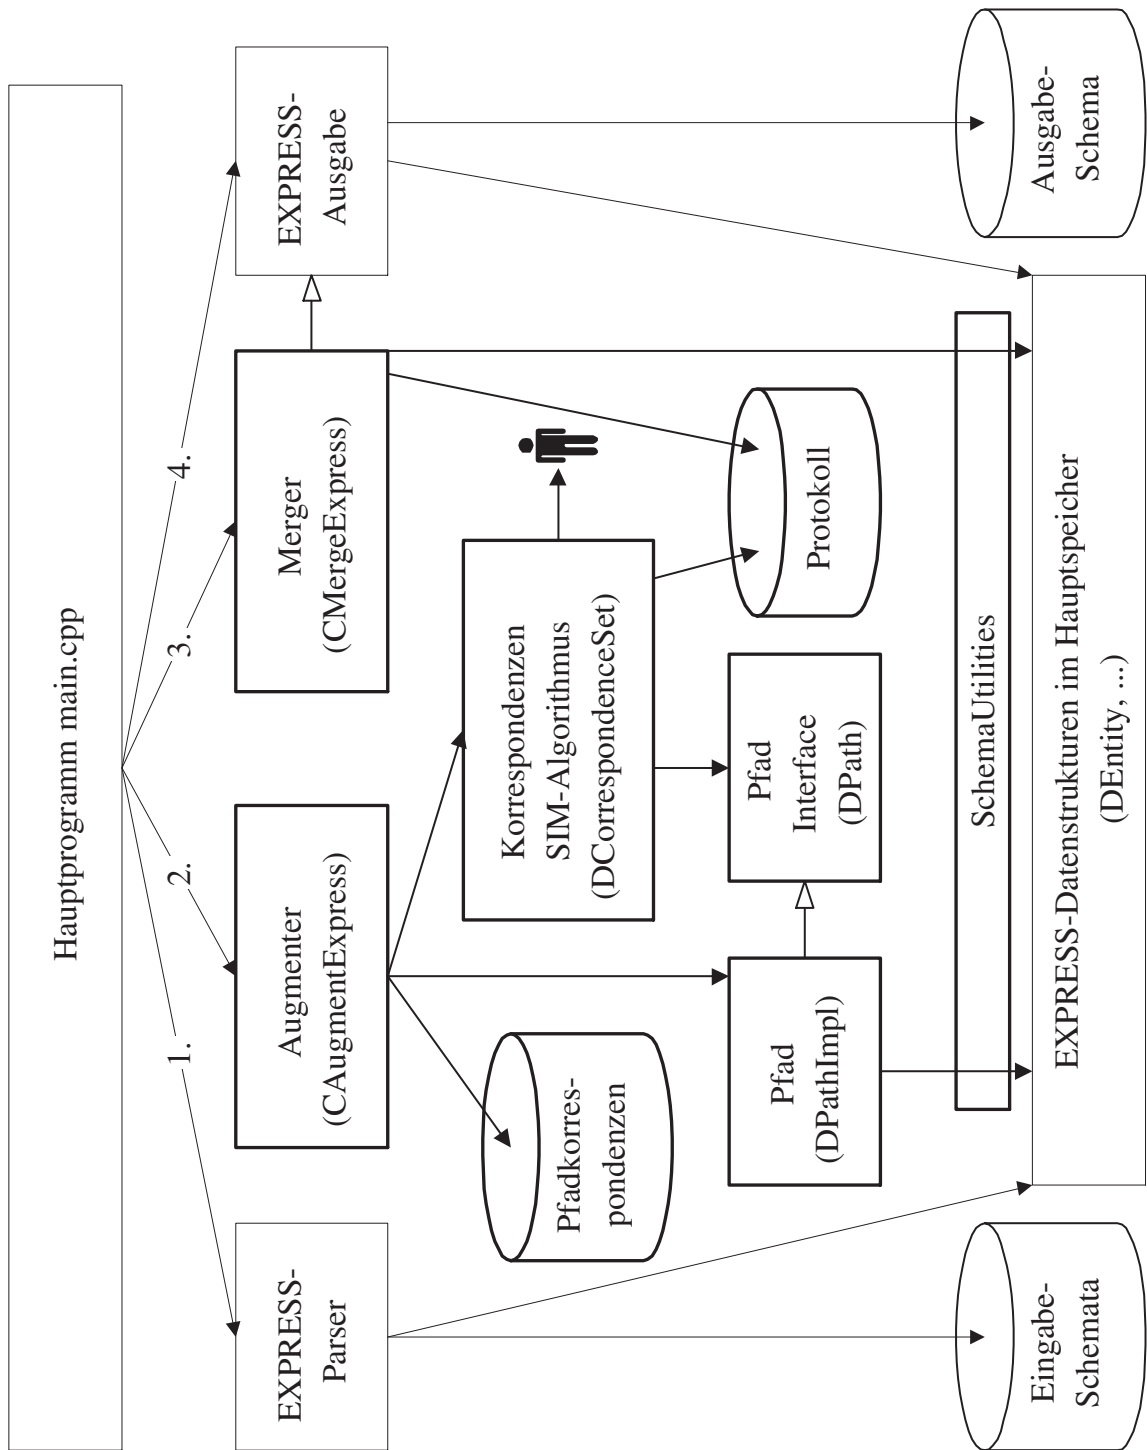 Hauptprogramm main.cpp
1.
2.
3.
4.
EXPRESS-
Parser
Augmenter
(CAugmentExpress)
Merger
(CMergeExpress)
EXPRESS-
Ausgabe
Pfadkorres-
pondenzen
Korrespondenzen
SIM-Algorithmus
(DCorrespondenceSet)
Pfad
(DPathImpl)
Pfad
Interface
(DPath)
Protokoll
SchemaUtilities
Eingabe-
Schemata
EXPRESS-Datenstrukturen im Hauptspeicher
(DEntity, ...)
Ausgabe-
Schema